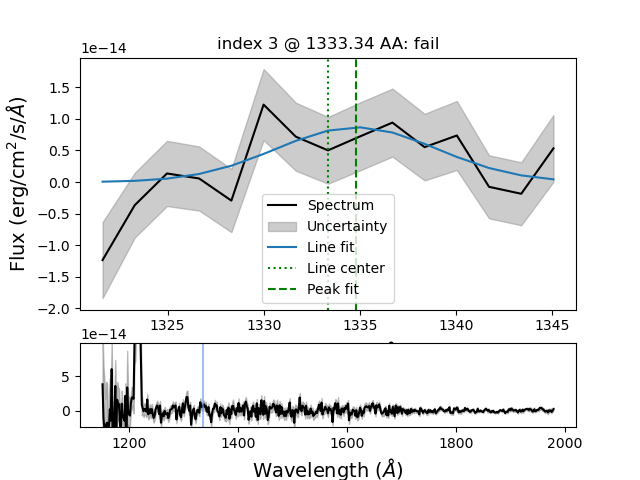 index 3 @ 1333.34 AA: fail
1e−14
1.5
1.0
0.5
0.0
−0.5
−1.0
−1.5
−2.0
Flux (erg/cm²/s/Å)
Spectrum
Uncertainty
Line fit
Line center
Peak fit
1325 1330 1335 1340 1345
1e−14
5
0
1200 1400 1600 1800 2000
Wavelength (Å)